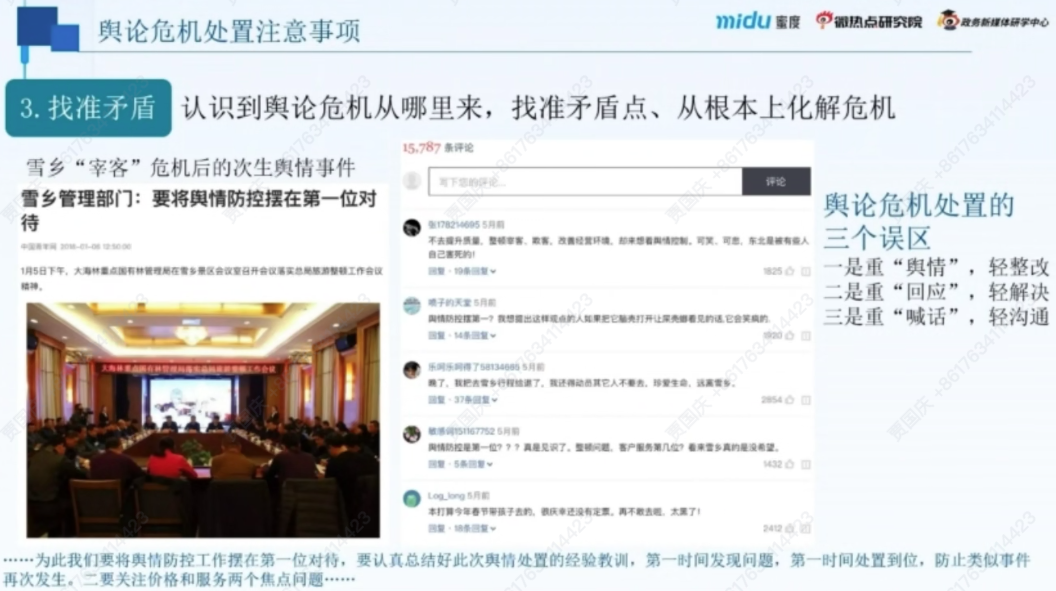 舆论危机处置注意事项
midu 蜜度
微热点研究院
政务新媒体研学中心
3.找准矛盾
认识到舆论危机从哪里来，找准矛盾点、从根本上化解危机
雪乡“宰客”危机后的次生舆情事件
雪乡管理部门：要将舆情防控摆在第一位对
待
2018-01-06 12:50:00
1月5日下午，大海林重点国有林管理局在雪乡景区会议室召开会议落实总局旅游整顿工作会议
精神。
15,787 条评论
写下您的评论...
评论
张178214695 5月前
不去提升质量、整顿宰客、欺客、改善经营环境，却来想着舆情控制。可笑、可悲，东北是被有些人
自己害死的！
回复 · 19条回复
1825
喷子的天堂 5月前
舆情防控摆第一？我想提出这样观点的人如果把它脑壳打开让屎壳螂看见的话，它会笑疯的
回复 · 14条回复
1920
乐呵乐呵得了58134695 5月前
晚了，我把去雪乡行程给退了，我还得动员其它人不要去，珍爱生命，远离雪乡。
回复 · 37条回复
2854
敏感词151167752 5月前
舆情防控是第一位？？？真是见识了。整顿问题，客户服务第几位？看来雪乡真的是没希望。
回复 · 5条回复
1432
Log_long 5月前
本打算今年春节带孩子去的，很庆幸还没有定票。再不敢去啦，太黑了！
回复 · 18条回复
2412
舆论危机处置的
三个误区
一是重“舆情”，轻整改
二是重“回应”，轻解决
三是重“喊话”，轻沟通
……为此我们要将舆情防控工作摆在第一位对待，要认真总结好此次舆情处置的经验教训，第一时间发现问题，第一时间处置到位，防止类似事件
再次发生。二要关注价格和服务两个焦点问题……
贾国庆 +8617634114423